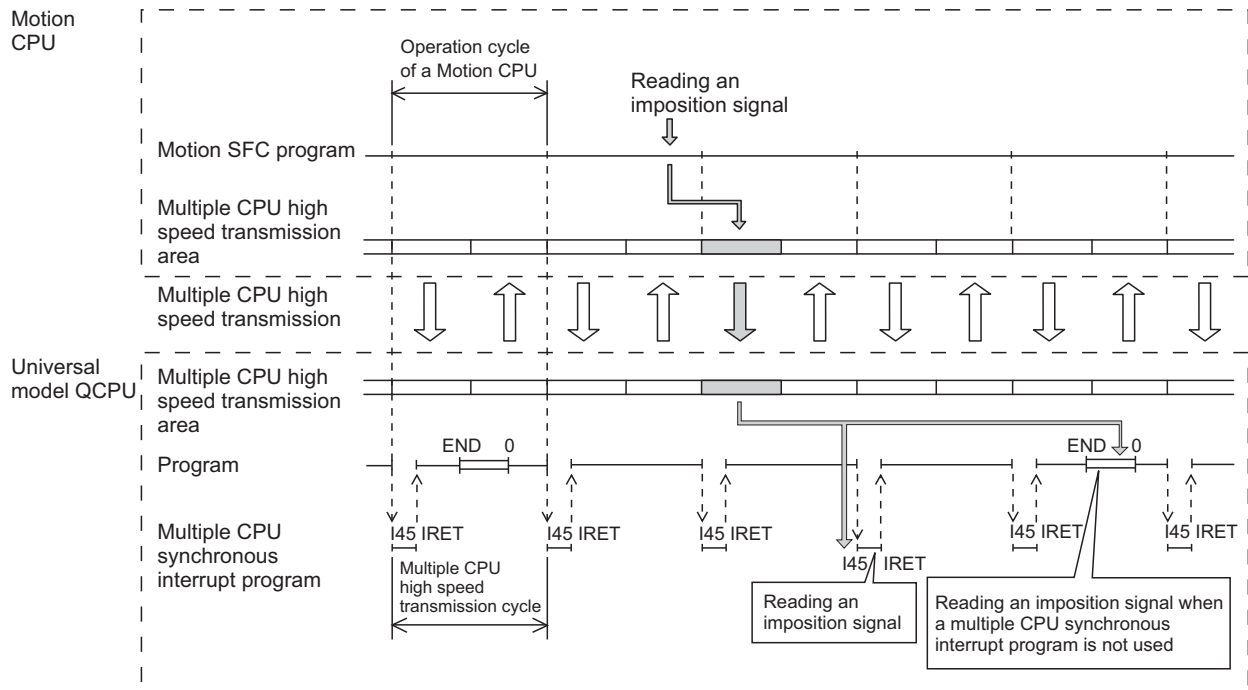 Motion
CPU
Operation cycle
of a Motion CPU
Reading an
imposition signal
Motion SFC program
Multiple CPU high
speed transmission
area
Multiple CPU high
speed transmission
Universal
model QCPU
Multiple CPU high
speed transmission
area
END 0
END 0
Program
I45 IRET
I45 IRET
I45 IRET
I45 IRET
I45 IRET
I45 IRET
Multiple CPU
synchronous
interrupt program
Multiple CPU
high speed
transmission cycle
Reading an
imposition signal
Reading an imposition signal when
a multiple CPU synchronous
interrupt program is not used